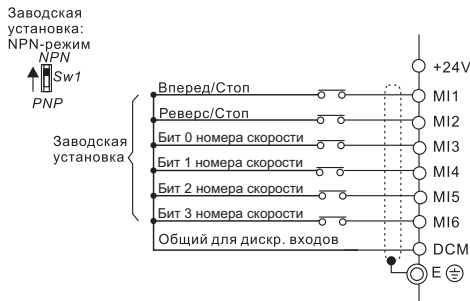 Заводская
установка:
NPN-режим
NPN
Sw1
PNP
+24V
Вперед/Стоп
MI1
Реверс/Стоп
MI2
Заводская
установка
Бит 0 номера скорости
MI3
Бит 1 номера скорости
MI4
Бит 2 номера скорости
MI5
Бит 3 номера скорости
MI6
Общий для дискр. входов
DCM
E